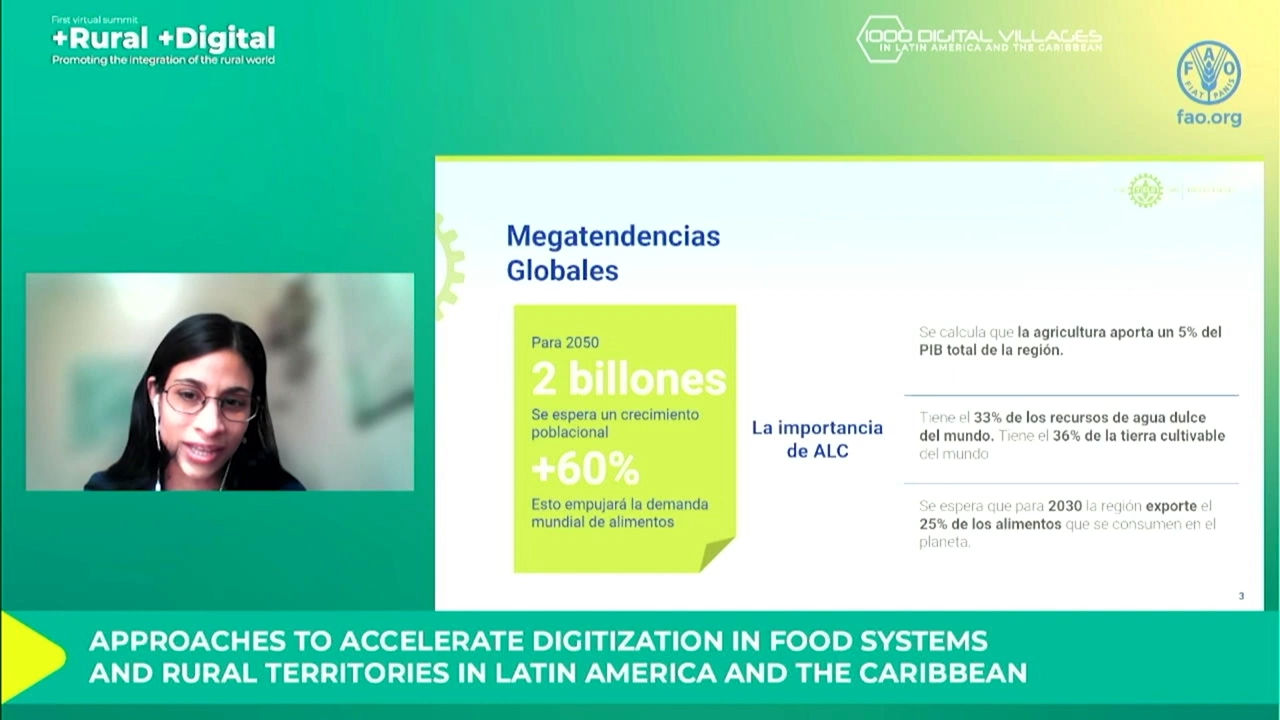 First virtual summit
+Rural +Digital
Promoting the integration of the rural world
1000 DIGITAL VILLAGES
IN LATIN AMERICA AND THE CARIBBEAN
F A O
FIAT PANIS
fao.org
Megatendencias
Globales
Para 2050
2 billones
Se espera un crecimiento
poblacional
+60%
Esto empujará la demanda
mundial de alimentos
La importancia
de ALC
Se calcula que la agricultura aporta un 5% del
PIB total de la región.
Tiene el 33% de los recursos de agua dulce
del mundo. Tiene el 36% de la tierra cultivable
del mundo
Se espera que para 2030 la región exporte el
25% de los alimentos que se consumen en el
planeta.
3
APPROACHES TO ACCELERATE DIGITIZATION IN FOOD SYSTEMS
AND RURAL TERRITORIES IN LATIN AMERICA AND THE CARIBBEAN